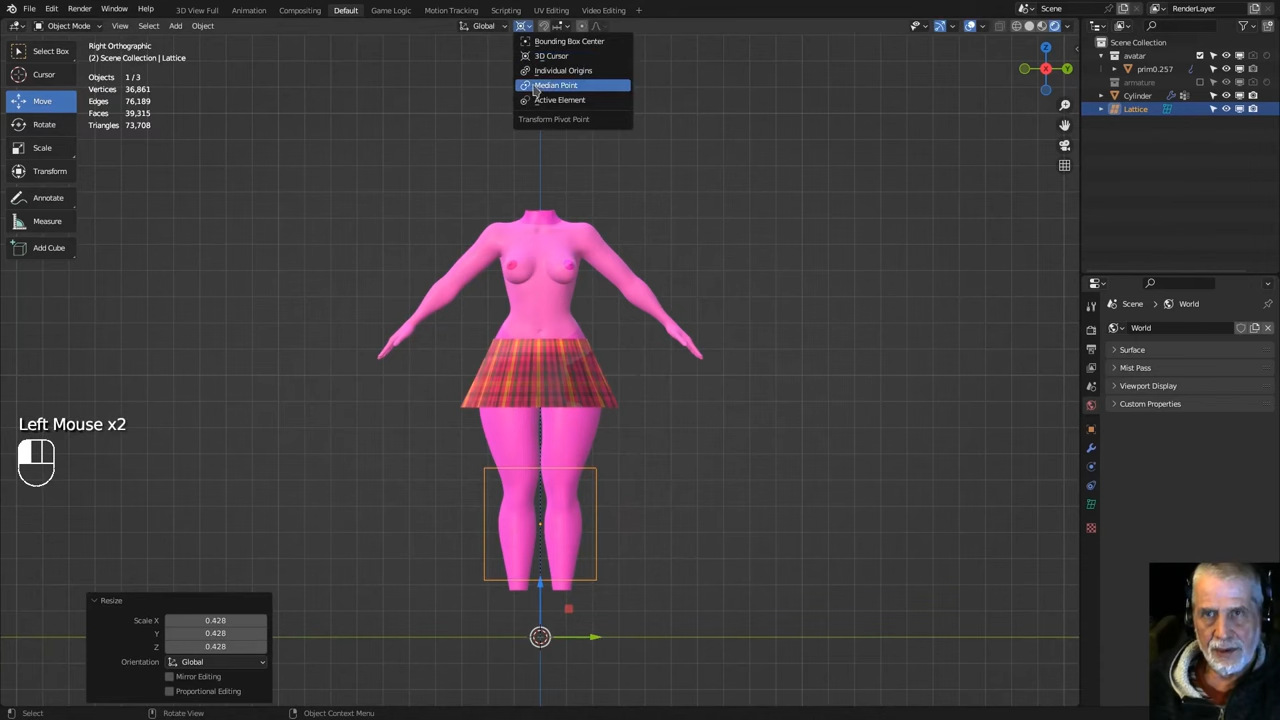 File Edit Render Window Help 3D View Full Animation Compositing Default Game Logic Motion Tracking Scripting UV Editing Video Editing + Scene RenderLayer
Object Mode View Select Add Object Global
Select Box
Cursor
Move
Rotate
Scale
Transform
Annotate
Measure
Add Cube
Right Orthographic
(2) Scene Collection | Lattice
Objects 1 / 3
Vertices 36,861
Edges 76,189
Faces 39,315
Triangles 73,708
Bounding Box Center
3D Cursor
Individual Origins
Median Point
Active Element
Transform Pivot Point
Z
Y
X
Scene Collection
avatar
prim0.257
Cylinder
Lattice
Scene World
World
Surface
Mist Pass
Viewport Display
Custom Properties
Left Mouse x2
Resize
Scale X 0.428
Y 0.428
Z 0.428
Orientation Global
Mirror Editing
Proportional Editing
Select Rotate View Object Context Menu